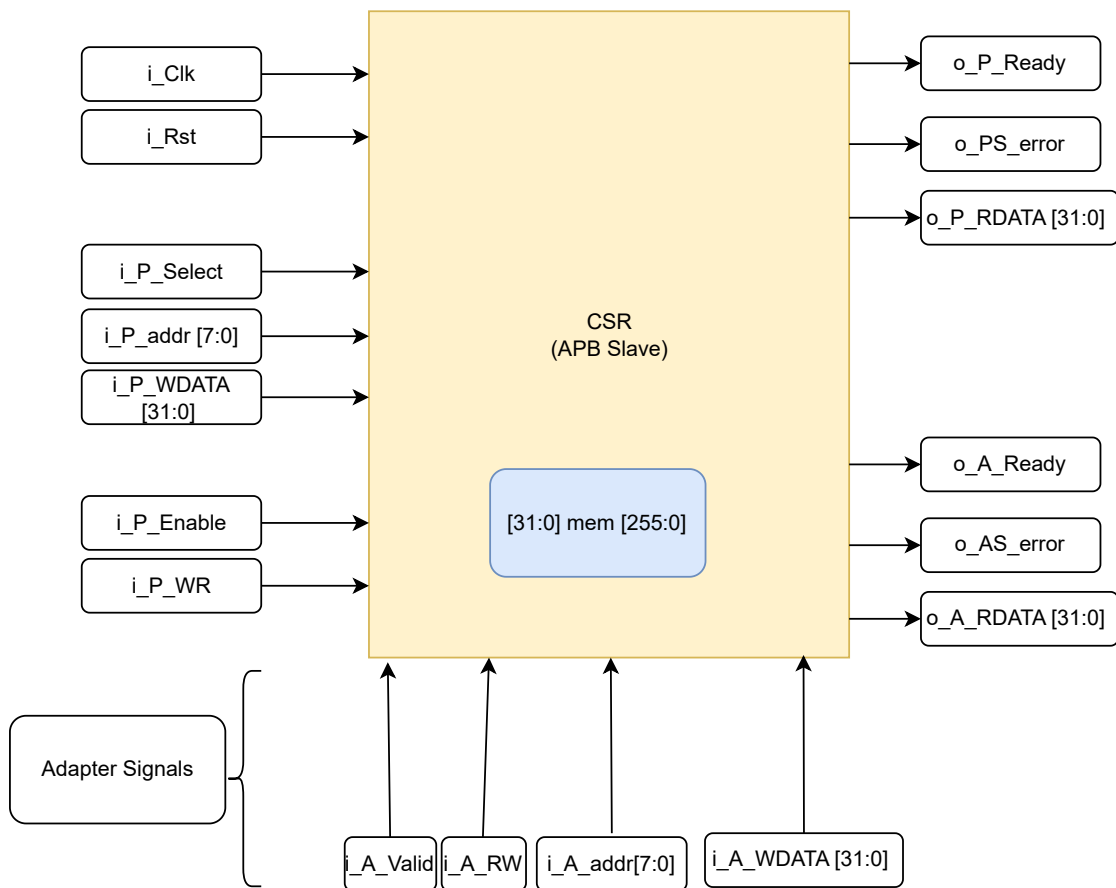 i_Clk
i_Rst
i_P_Select
i_P_addr [7:0]
i_P_WDATA
[31:0]
i_P_Enable
i_P_WR
CSR
(APB Slave)
[31:0] mem [255:0]
o_P_Ready
o_PS_error
o_P_RDATA [31:0]
o_A_Ready
o_AS_error
o_A_RDATA [31:0]
Adapter Signals
i_A_Valid
i_A_RW
i_A_addr[7:0]
i_A_WDATA [31:0]